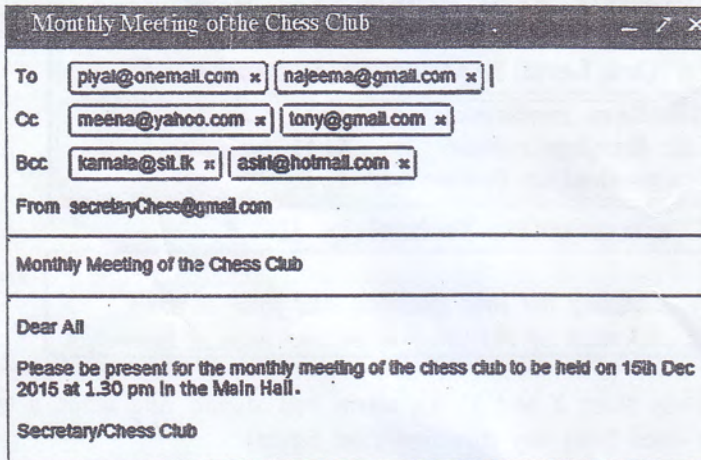 Monthly Meeting of the Chess Club
To piyal@onemail.com × najeema@gmail.com ×
Cc meena@yahoo.com × tony@gmail.com ×
Bcc kamala@slt.lk × asiri@hotmail.com ×
From secretaryChess@gmail.com
Monthly Meeting of the Chess Club
Dear All
Please be present for the monthly meeting of the chess club to be held on 15th Dec
2015 at 1.30 pm in the Main Hall.
Secretary/Chess Club